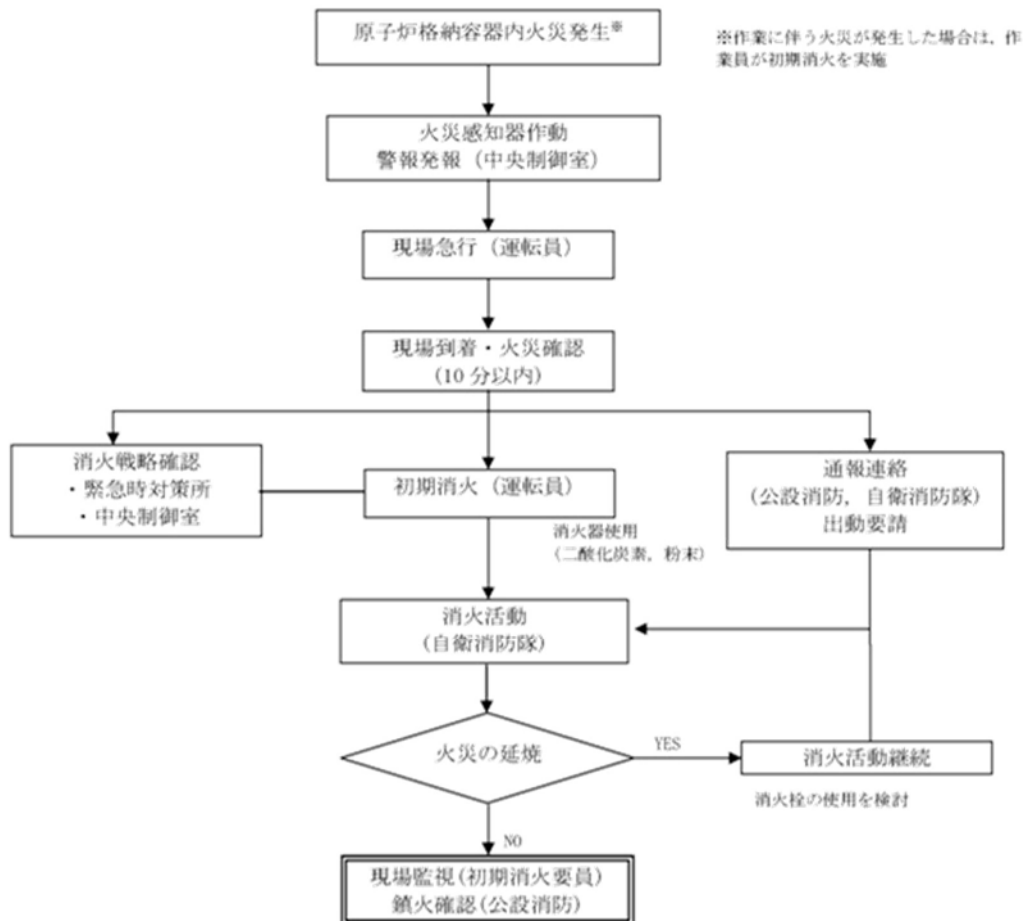 原子炉格納容器内火災発生※
※作業に伴う火災が発生した場合は，作
業員が初期消火を実施
火災感知器作動
警報発報（中央制御室）
現場急行（運転員）
現場到着・火災確認
(10 分以内)
消火戦略確認
・緊急時対策所
・中央制御室
初期消火（運転員）
通報連絡
(公設消防，自衛消防隊)
出動要請
消火器使用
(二酸化炭素，粉末)
消火活動
(自衛消防隊)
火災の延焼
YES
消火活動継続
消火栓の使用を検討
NO
現場監視(初期消火要員)
鎮火確認(公設消防)